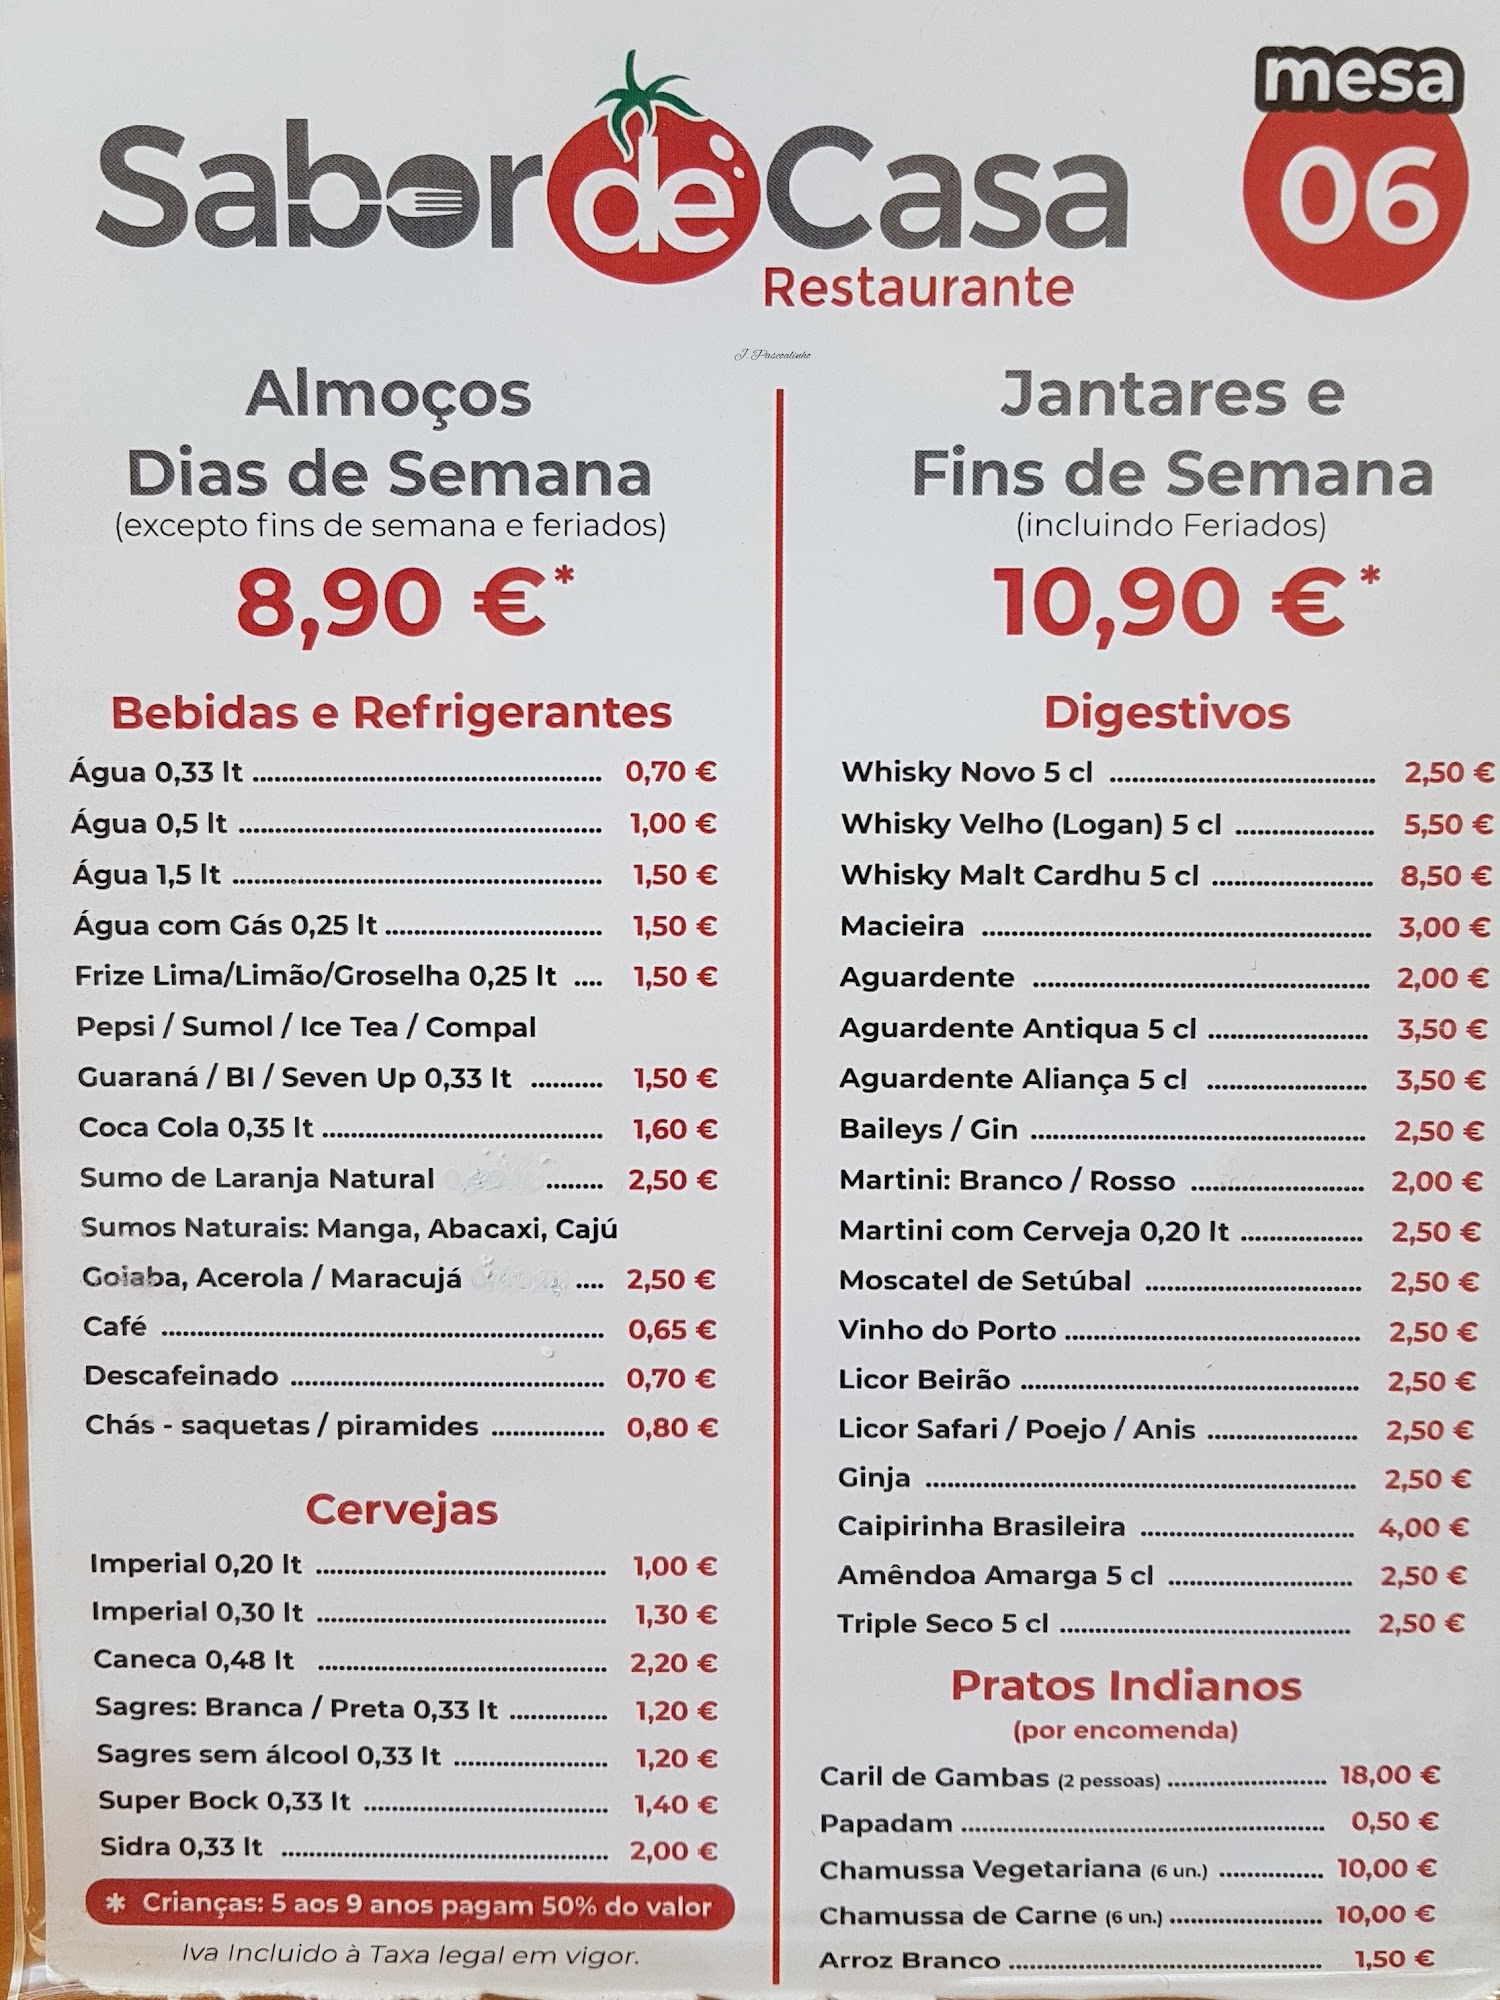 mesa
06
Sabor de Casa
Restaurante
J. Pascoalinho
Almoços
Dias de Semana
(excepto fins de semana e feriados)
8,90 €*
Bebidas e Refrigerantes
Água 0,33 lt ........ 0,70 €
Água 0,5 lt ........ 1,00 €
Água 1,5 lt ........ 1,50 €
Água com Gás 0,25 lt ........ 1,50 €
Frize Lima/Limão/Groselha 0,25 lt .... 1,50 €
Pepsi / Sumol / Ice Tea / Compal
Guaraná / BI / Seven Up 0,33 lt ........ 1,50 €
Coca Cola 0,35 lt ........ 1,60 €
Sumo de Laranja Natural ........ 2,50 €
Sumos Naturais: Manga, Abacaxi, Cajú
Goiaba, Acerola / Maracujá .... 2,50 €
Café ........ 0,65 €
Descafeinado ........ 0,70 €
Chás - saquetas / piramides ........ 0,80 €
Cervejas
Imperial 0,20 lt ........ 1,00 €
Imperial 0,30 lt ........ 1,30 €
Caneca 0,48 lt ........ 2,20 €
Sagres: Branca / Preta 0,33 lt ........ 1,20 €
Sagres sem álcool 0,33 lt ........ 1,20 €
Super Bock 0,33 lt ........ 1,40 €
Sidra 0,33 lt ........ 2,00 €
* Crianças: 5 aos 9 anos pagam 50% do valor
Iva Incluido à Taxa legal em vigor.
Jantares e
Fins de Semana
(incluindo Feriados)
10,90 €*
Digestivos
Whisky Novo 5 cl ........ 2,50 €
Whisky Velho (Logan) 5 cl ........ 5,50 €
Whisky Malt Cardhu 5 cl ........ 8,50 €
Macieira ........ 3,00 €
Aguardente ........ 2,00 €
Aguardente Antiqua 5 cl ........ 3,50 €
Aguardente Aliança 5 cl ........ 3,50 €
Baileys / Gin ........ 2,50 €
Martini: Branco / Rosso ........ 2,00 €
Martini com Cerveja 0,20 lt ........ 2,50 €
Moscatel de Setúbal ........ 2,50 €
Vinho do Porto ........ 2,50 €
Licor Beirão ........ 2,50 €
Licor Safari / Poejo / Anis ........ 2,50 €
Ginja ........ 2,50 €
Caipirinha Brasileira ........ 4,00 €
Amêndoa Amarga 5 cl ........ 2,50 €
Triple Seco 5 cl ........ 2,50 €
Pratos Indianos
(por encomenda)
Caril de Gambas (2 pessoas) ........ 18,00 €
Papadam ........ 0,50 €
Chamussa Vegetariana (6 un.) ........ 10,00 €
Chamussa de Carne (6 un.) ........ 10,00 €
Arroz Branco ........ 1,50 €